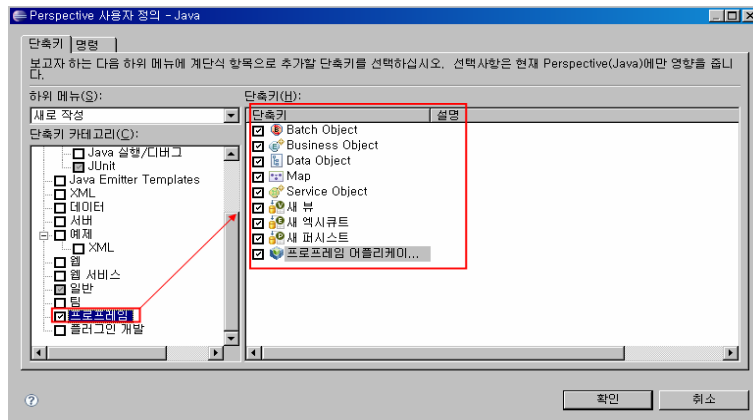 Perspective 사용자 정의 - Java
단축키 명령
보고자 하는 다음 하위 메뉴에 계단식 항목으로 추가할 단축키를 선택하십시오. 선택사항은 현재 Perspective(Java)에만 영향을 줍니
다.
하위 메뉴(S): 단축키(H):
새로 작성
단축키 카테고리(C):
Java 실행/디버그
JUnit
Java Emitter Templates
XML
데이터
서버
예제
XML
웹
웹 서비스
일반
팀
프로프레임
플러그인 개발
단축키 설명
Batch Object
Business Object
Data Object
Map
Service Object
새 뷰
새 엑시큐트
새 퍼시스트
프로프레임 어플리케이...
확인 취소